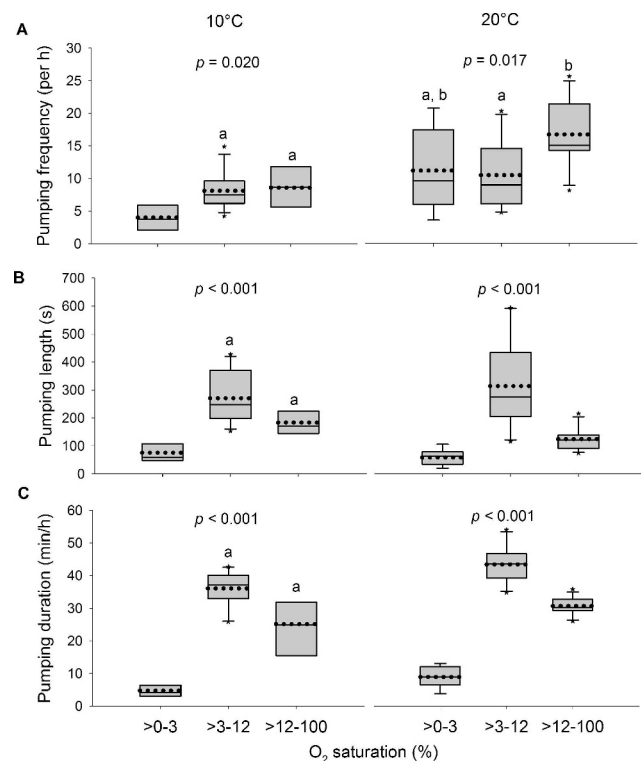 10°C 20°C
A
Pumping frequency (per h)
30
25
20
15
10
5
0
p = 0.020 p = 0.017
a a a, b a b
B
Pumping length (s)
700
600
500
400
300
200
100
0
p < 0.001 p < 0.001
a a
C
Pumping duration (min/h)
60
50
40
30
20
10
0
p < 0.001 p < 0.001
a a
>0-3 >3-12 >12-100 >0-3 >3-12 >12-100
O₂ saturation (%)